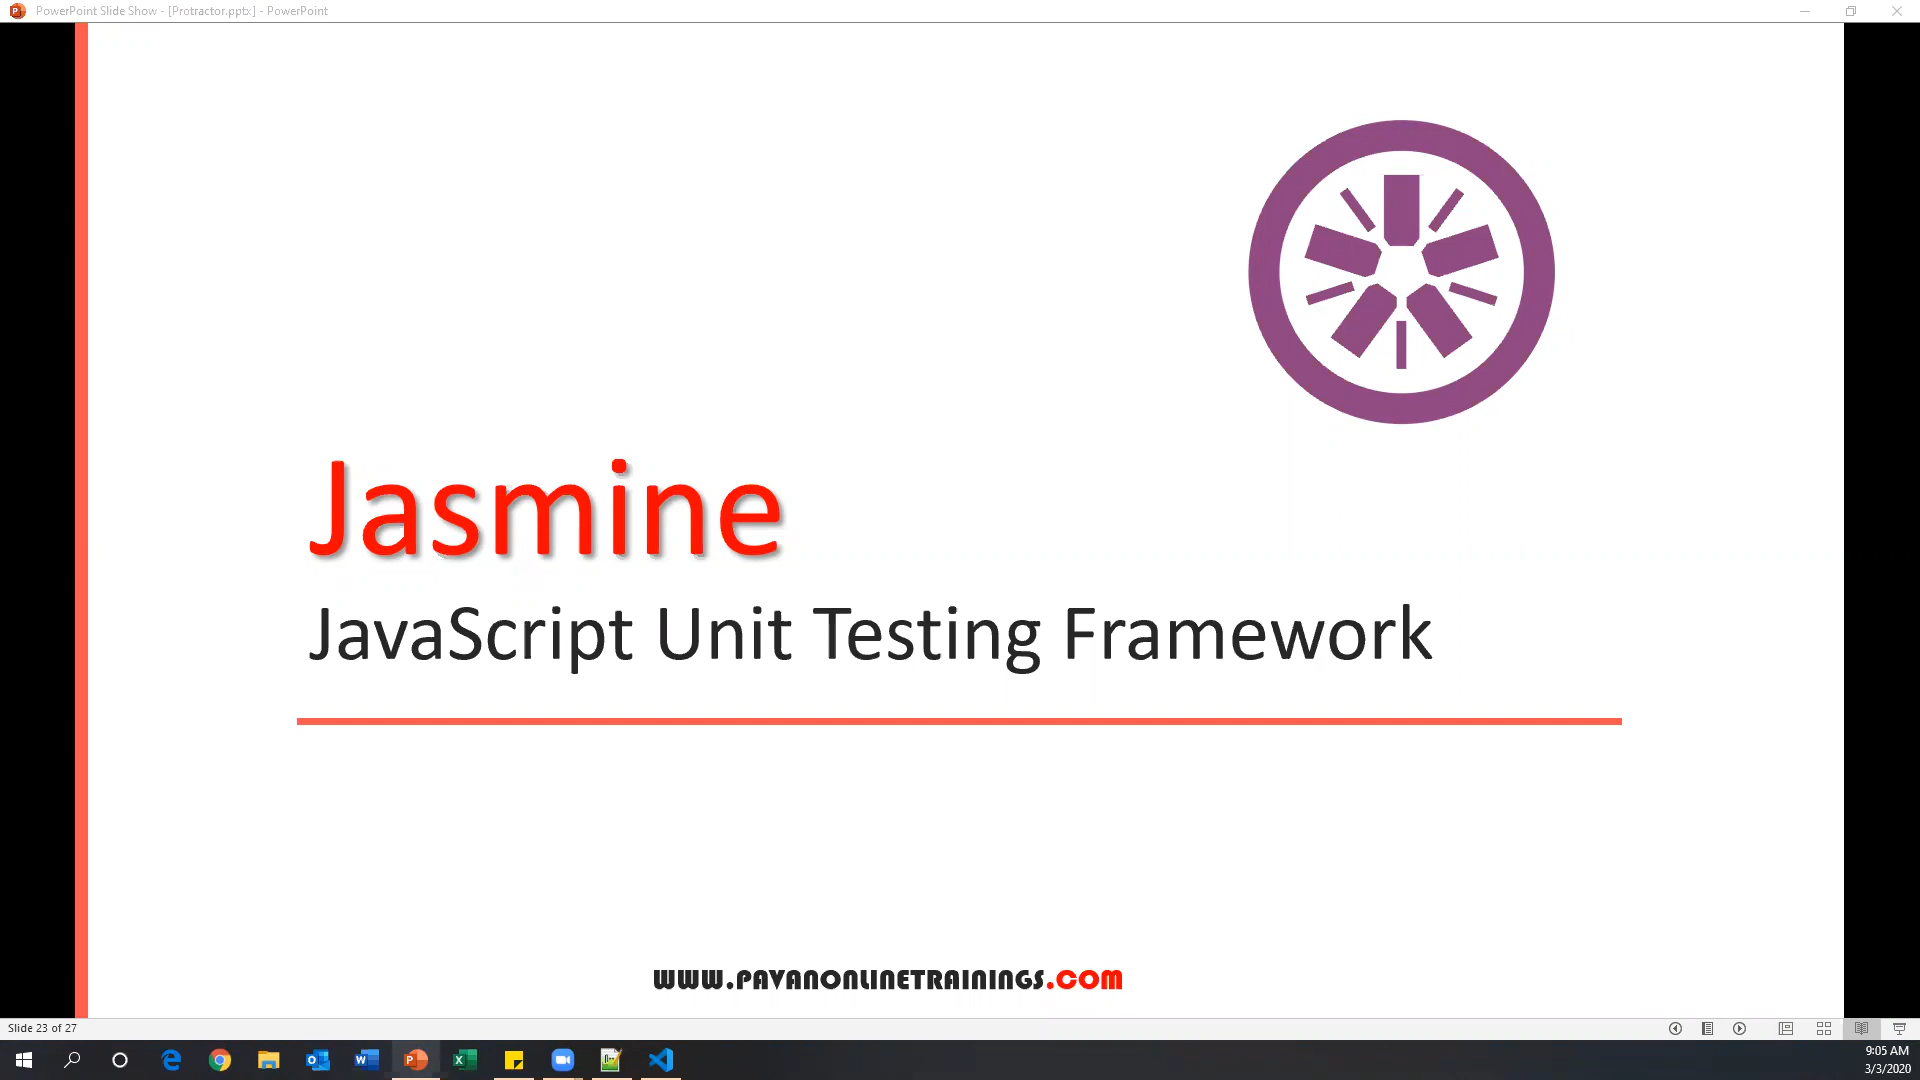 PowerPoint Slide Show - [Protractor.pptx] - PowerPoint
Jasmine
JavaScript Unit Testing Framework
WWW.PAVANONLINETRAININGS.COM
Slide 23 of 27
9:05 AM
3/3/2020